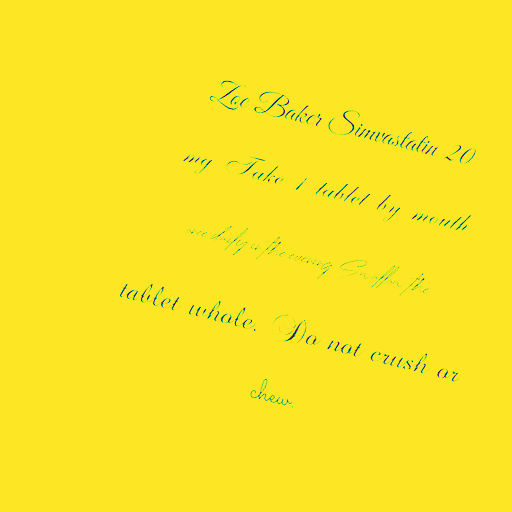 Zoe Baker Simvastatin 20
mg Take 1 tablet by mouth
once daily in the evening. Swallow the
tablet whole. Do not crush or
chew.